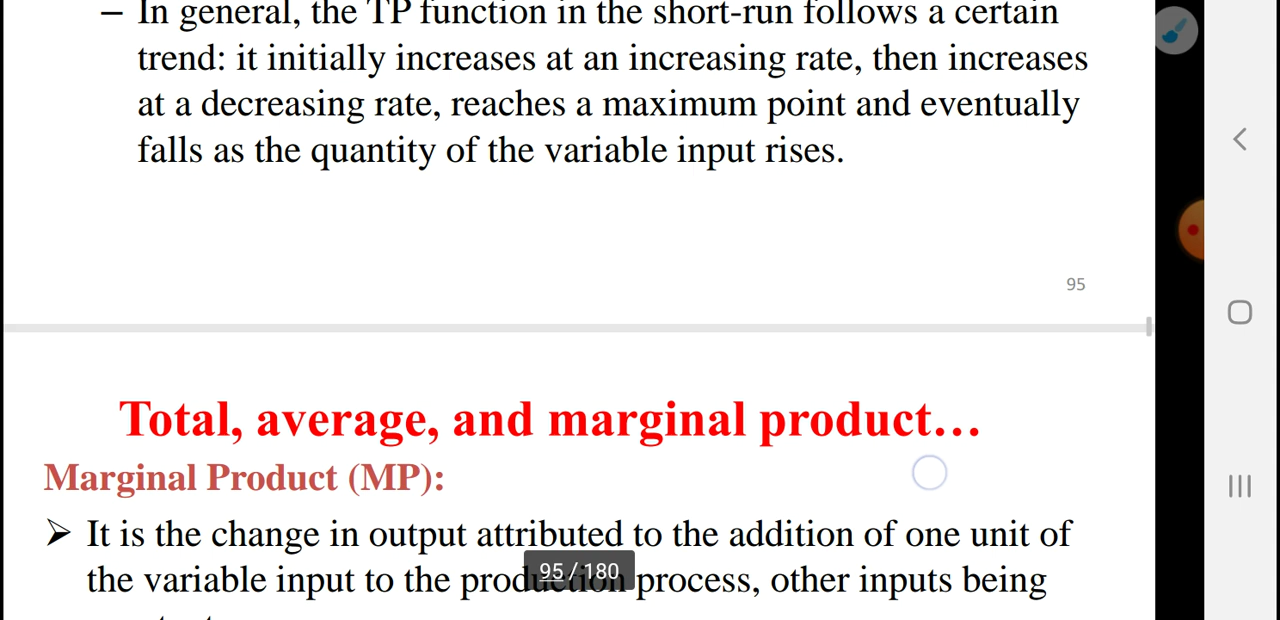 – In general, the TP function in the short-run follows a certain
trend: it initially increases at an increasing rate, then increases
at a decreasing rate, reaches a maximum point and eventually
falls as the quantity of the variable input rises.
95
Total, average, and marginal product…
Marginal Product (MP):
➢ It is the change in output attributed to the addition of one unit of
the variable input to the production process, other inputs being
95 / 180